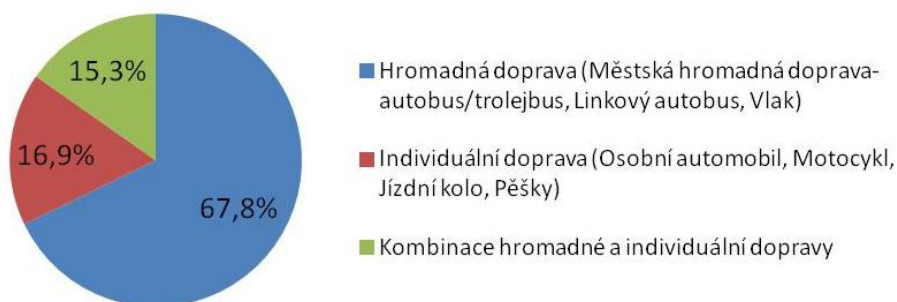 15,3%
16,9%
67,8%
Hromadná doprava (Městská hromadná doprava-
autobus/trolejbus, Linkový autobus, Vlak)
Individuální doprava (Osobní automobil, Motocykl,
Jízdní kolo, Pěšky)
Kombinace hromadné a individuální dopravy